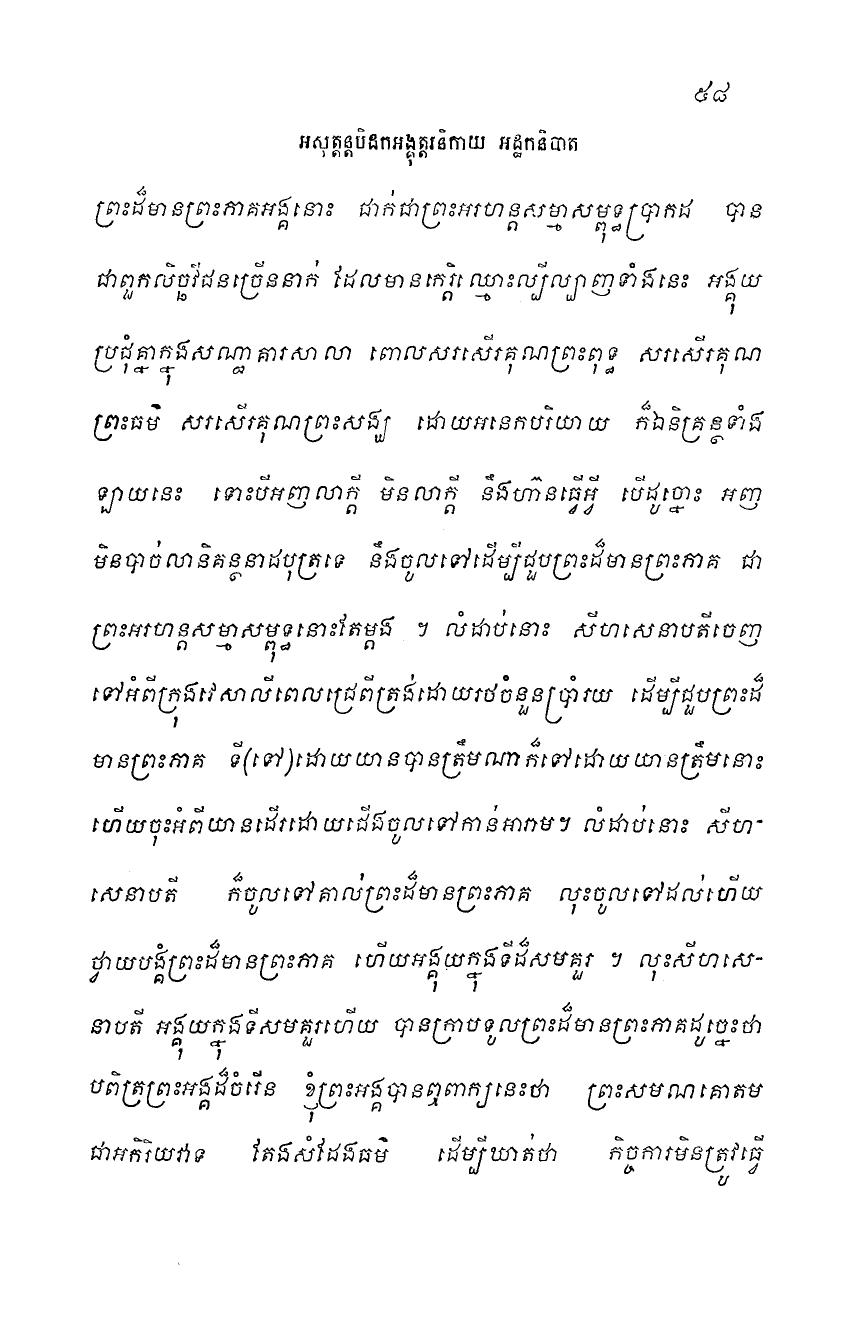 ៥៨
អសុត្តន្តបិដកអង្គុត្តរនិកាយ អដ្ឋកនិបាត
ព្រះដ៏មានព្រះភាគអង្គនោះ ជាក់ជាព្រះអរហន្តសម្មាសម្ពុទ្ធប្រាកដ បាន
ជាពួកលិច្ឆវីជនច្រើននាក់ ដែលមានកេរ្តិ៍ឈ្មោះល្បីល្បាញទាំងនេះ អង្គុយ
ប្រជុំគ្នាក្នុងសណ្ឋាគារសាលា ពោលសរសើរគុណព្រះពុទ្ធ សរសើរគុណ
ព្រះធម៌ សរសើរគុណព្រះសង្ឃ ដោយអនេកបរិយាយ ក៏ឯនិគ្រន្ថទាំង
ឡាយនេះ ទោះបីអញលាក្តី មិនលាក្តី នឹងហ៊ានធ្វើអ្វី បើដូច្នោះ អញ
មិនបាច់លានិគន្ថនាដបុត្រទេ នឹងចូលទៅដើម្បីជួបព្រះដ៏មានព្រះភាគ ជា
ព្រះអរហន្តសម្មាសម្ពុទ្ធនោះតែម្តង ។ លំដាប់នោះ សីហសេនាបតីចេញ
ទៅអំពីក្រុងវេសាលីពេលជ្រេពីត្រង់ដោយរថចំនួនប្រាំរយ ដើម្បីជួបព្រះដ៏
មានព្រះភាគ ទី(ទៅ)ដោយយានបានត្រឹមណាក៏ទៅដោយយានត្រឹមនោះ
ហើយចុះអំពីយានដើរដោយជើងចូលទៅកាន់អារាម។ លំដាប់នោះ សីហ-
សេនាបតី ក៏ចូលទៅគាល់ព្រះដ៏មានព្រះភាគ លុះចូលទៅដល់ហើយ
ថ្វាយបង្គំព្រះដ៏មានព្រះភាគ ហើយអង្គុយក្នុងទីដ៏សមគួរ ។ លុះសីហសេ-
នាបតី អង្គុយក្នុងទីសមគួរហើយ បានក្រាបទូលព្រះដ៏មានព្រះភាគដូច្នេះថា
បពិត្រព្រះអង្គដ៏ចំរើន ខ្ញុំព្រះអង្គបានឮពាក្យនេះថា ព្រះសមណគោតម
ជាអកិរិយវាទ តែងសំដែងធម៌ ដើម្បីឃាត់ថា កិច្ចការមិនត្រូវធ្វើ